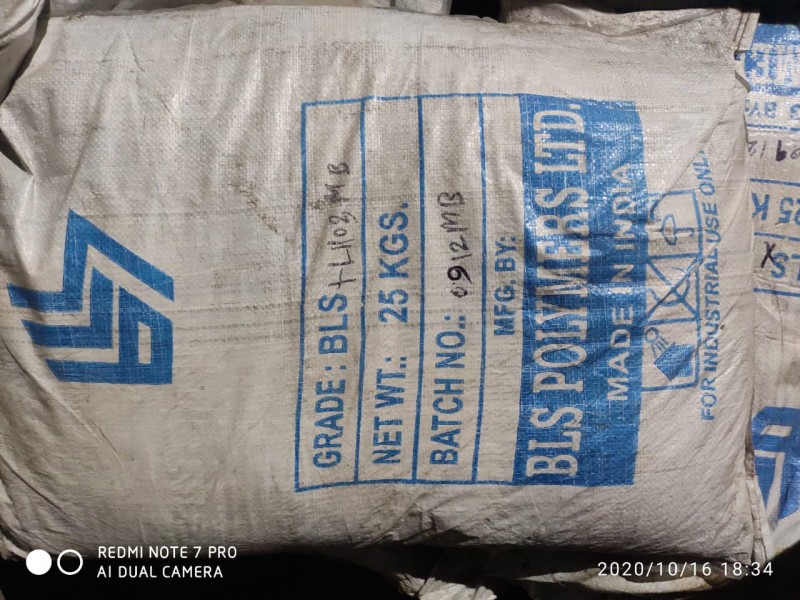 GRADE: BLS
NET WT.: 25 KGS.
BATCH NO.: 0912MB
MFG. BY:
BLS POLYMERS LTD.
MADE IN INDIA
FOR INDUSTRIAL USE ONLY
REDMI NOTE 7 PRO
AI DUAL CAMERA
2020/10/16 18:34